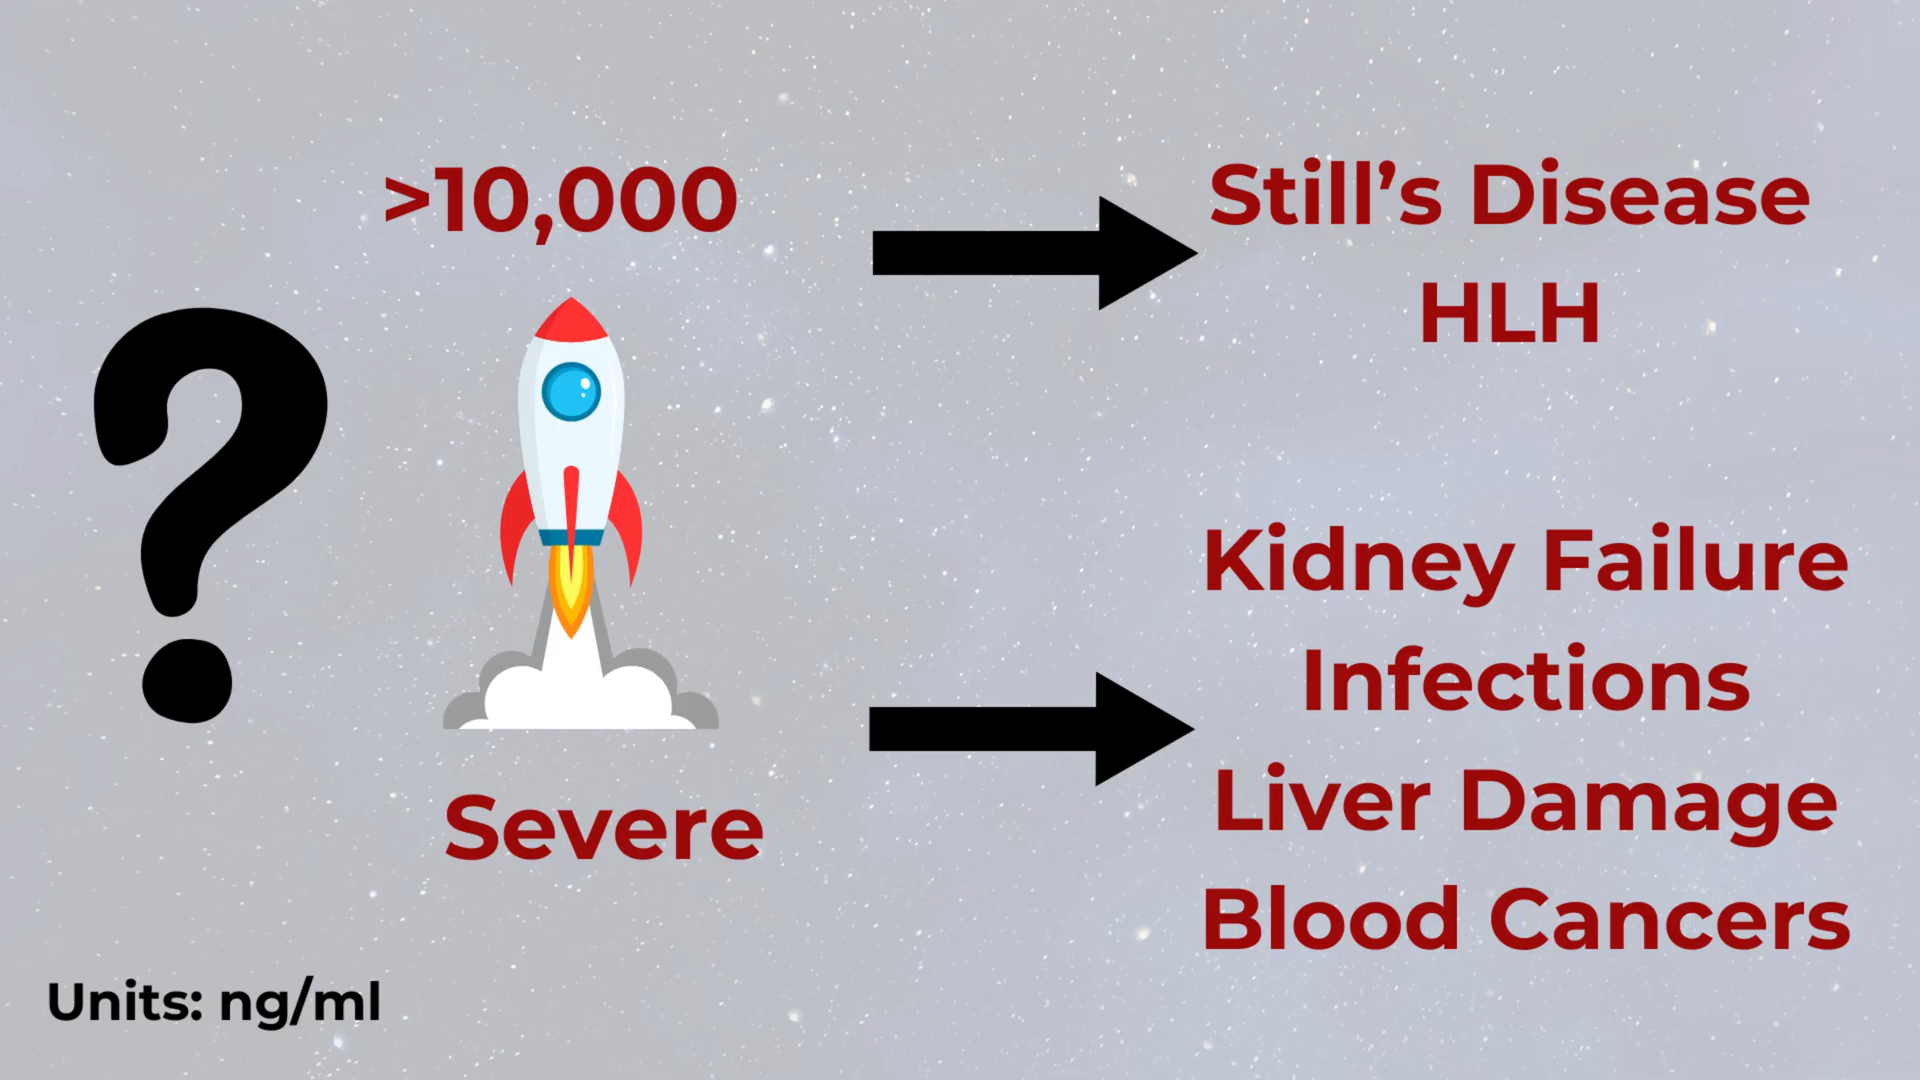 >10,000
Still’s Disease
HLH
Kidney Failure
Infections
Liver Damage
Blood Cancers
Severe
Units: ng/ml